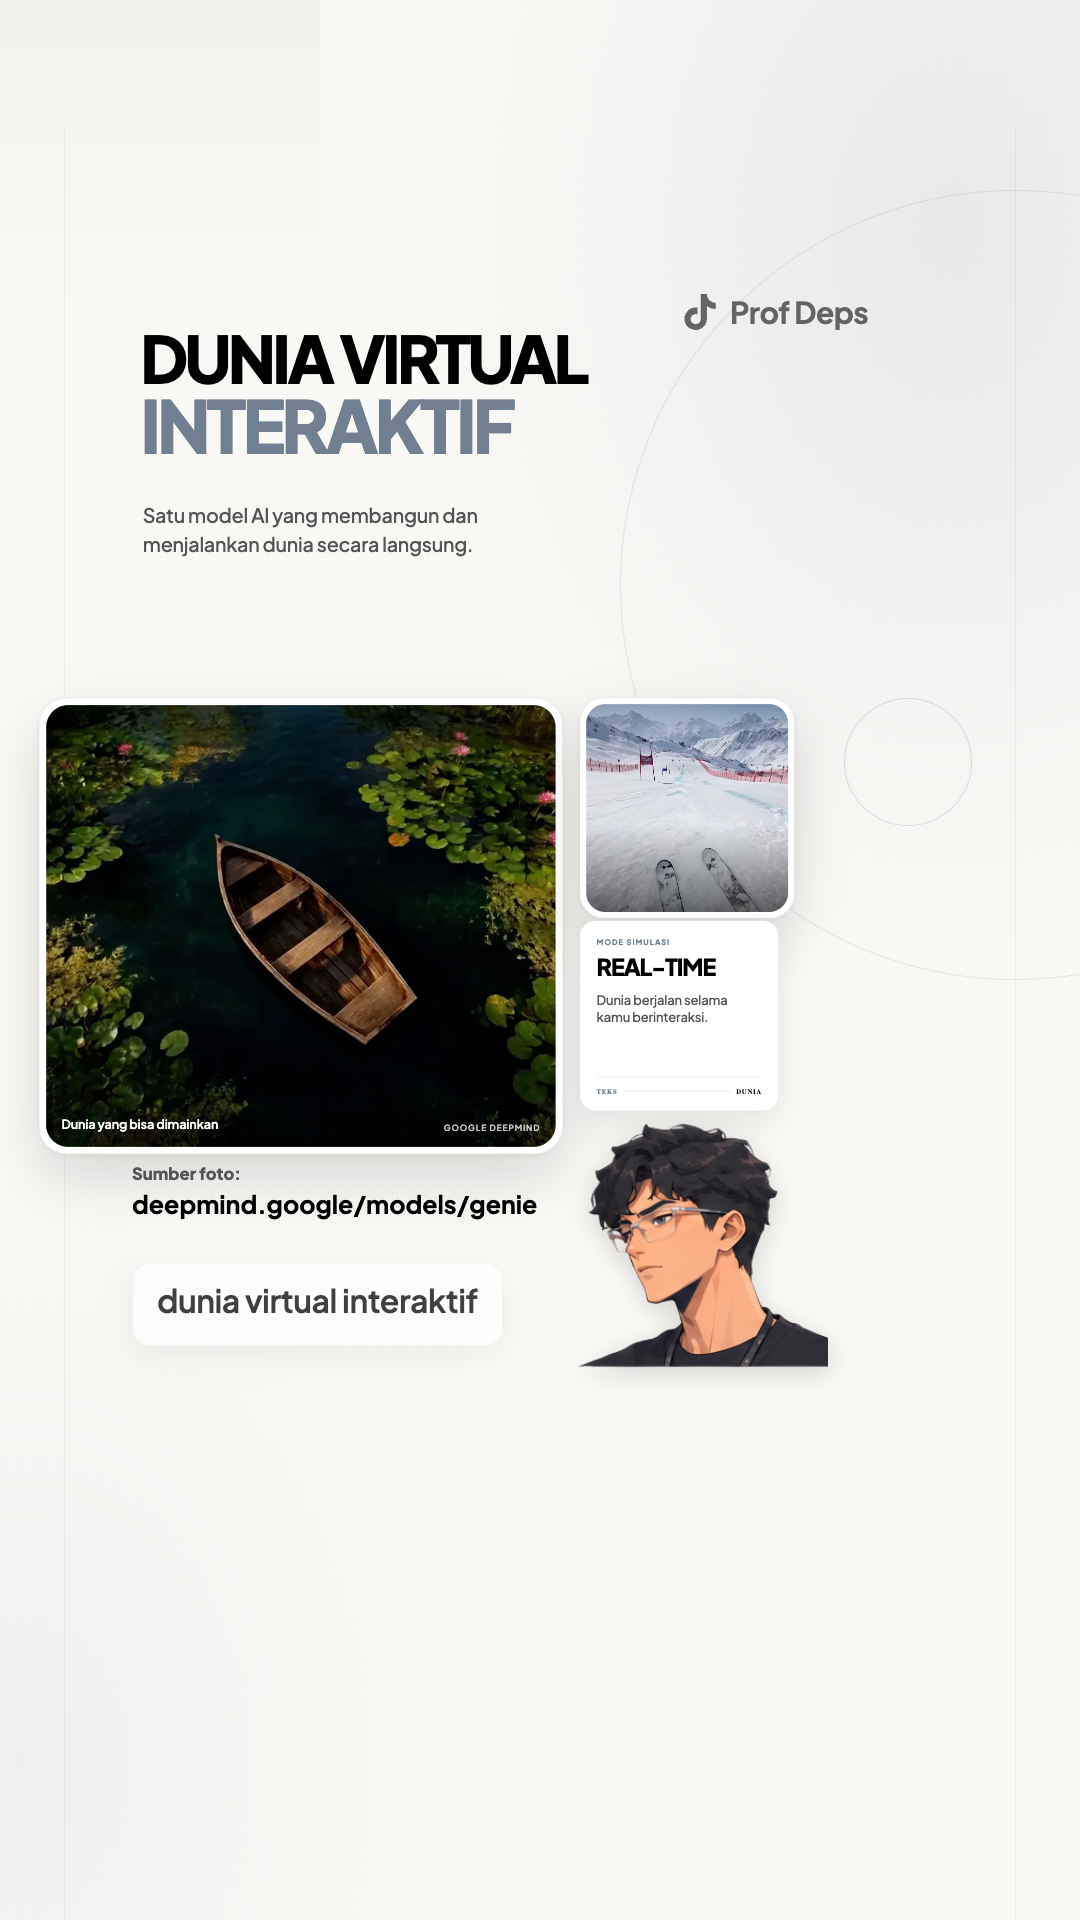 Prof Deps
DUNIA VIRTUAL
INTERAKTIF
Satu model AI yang membangun dan
menjalankan dunia secara langsung.
Dunia yang bisa dimainkan
GOOGLE DEEPMIND
MODE SIMULASI
REAL-TIME
Dunia berjalan selama
kamu berinteraksi.
TEKS
DUNIA
Sumber foto:
deepmind.google/models/genie
dunia virtual interaktif